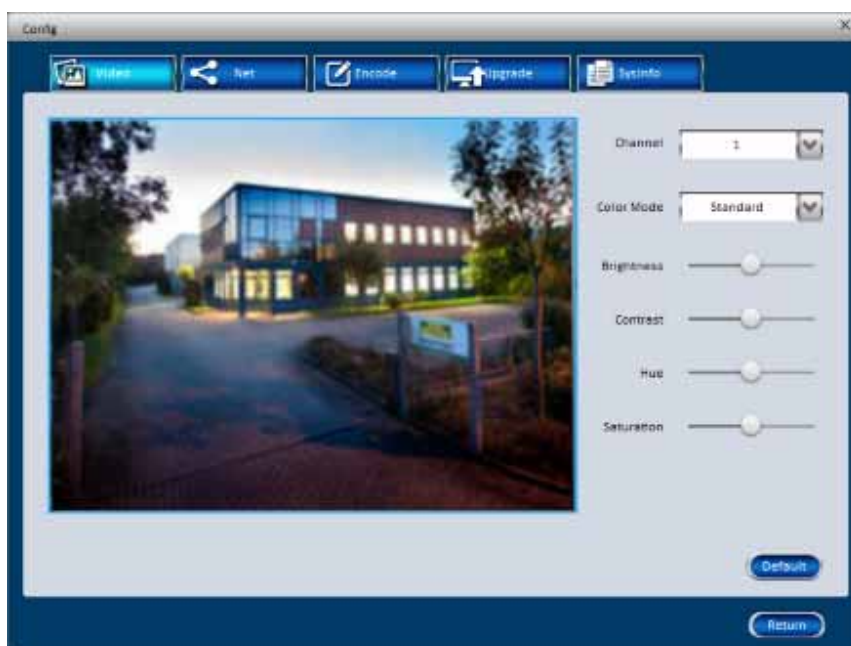 Config
Video
Net
Encode
Upgrade
Sysinfo
Channel
1
Color Mode
Standard
Brightness
Contrast
Hue
Saturation
Default
Return